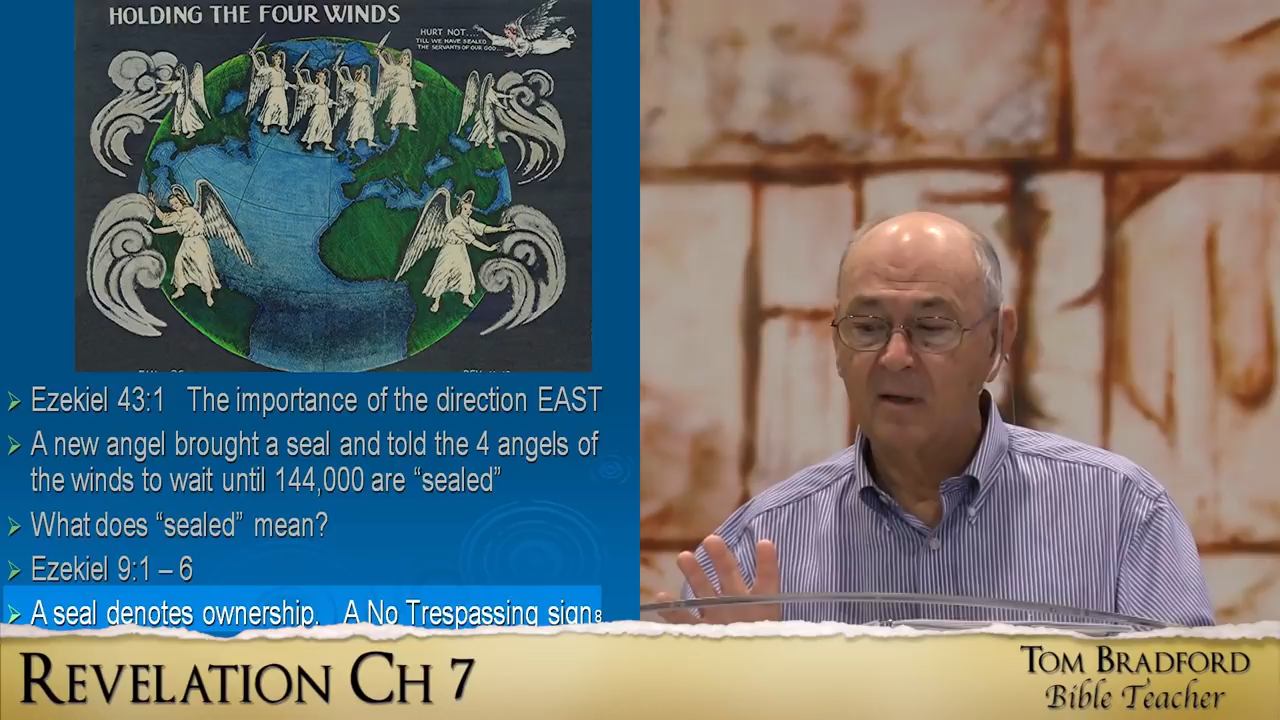 HOLDING THE FOUR WINDS
HURT NOT....
TILL WE HAVE SEALED
THE SERVANTS OF OUR GOD...
➢ Ezekiel 43:1 The importance of the direction EAST
➢ A new angel brought a seal and told the 4 angels of
the winds to wait until 144,000 are “sealed”
➢ What does “sealed” mean?
➢ Ezekiel 9:1 – 6
➢ A seal denotes ownership. A No Trespassing sign
8
REVELATION CH 7
TOM BRADFORD
Bible Teacher